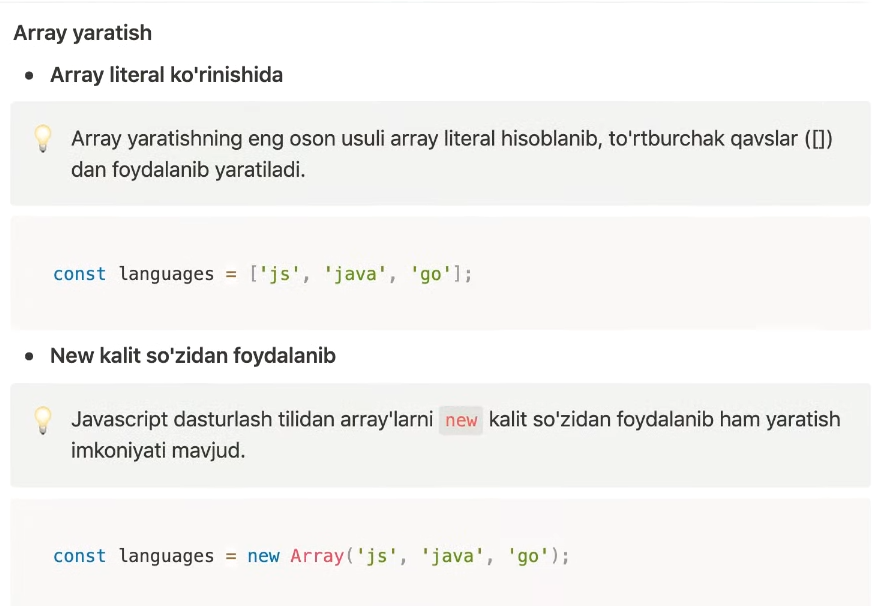 Array yaratish
• Array literal ko'rinishida
💡 Array yaratishning eng oson usuli array literal hisoblanib, to'rtburchak qavslar ([])
dan foydalanib yaratiladi.
const languages = ['js', 'java', 'go'];
• New kalit so'zidan foydalanib
💡 Javascript dasturlash tilidan array'larni new kalit so'zidan foydalanib ham yaratish
imkoniyati mavjud.
const languages = new Array('js', 'java', 'go');